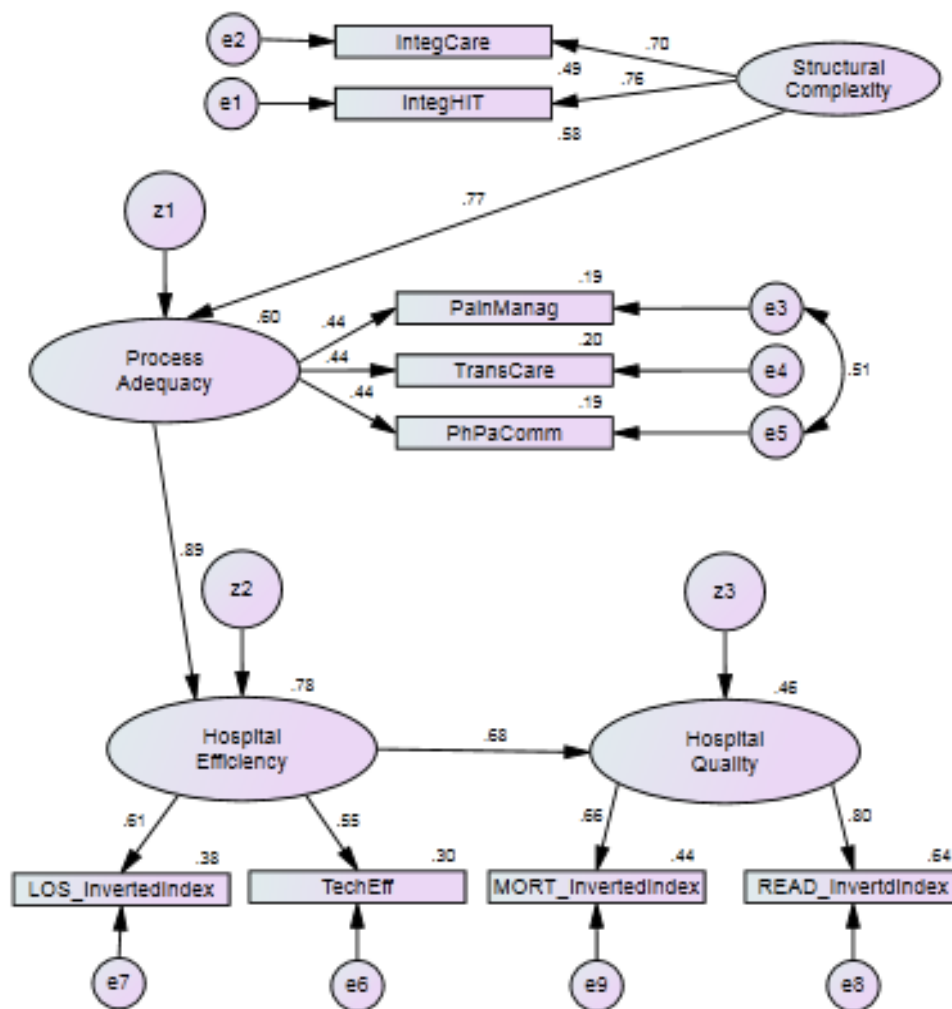 e2
IntegCare
.70
Structural
Complexity
.49
.76
e1
IntegHIT
.58
.77
z1
.60
Process
Adequacy
.44
.44
.44
.19
PainManag
e3
.20
TransCare
e4
.51
.19
PhPaComm
e5
.89
z2
z3
.78
.46
Hospital
Efficiency
.68
Hospital
Quality
.61
.55
.66
.80
.38
LOS_InvertedIndex
.30
TechEff
.44
MORT_InvertedIndex
.64
READ_InvertdIndex
e7
e6
e9
e8